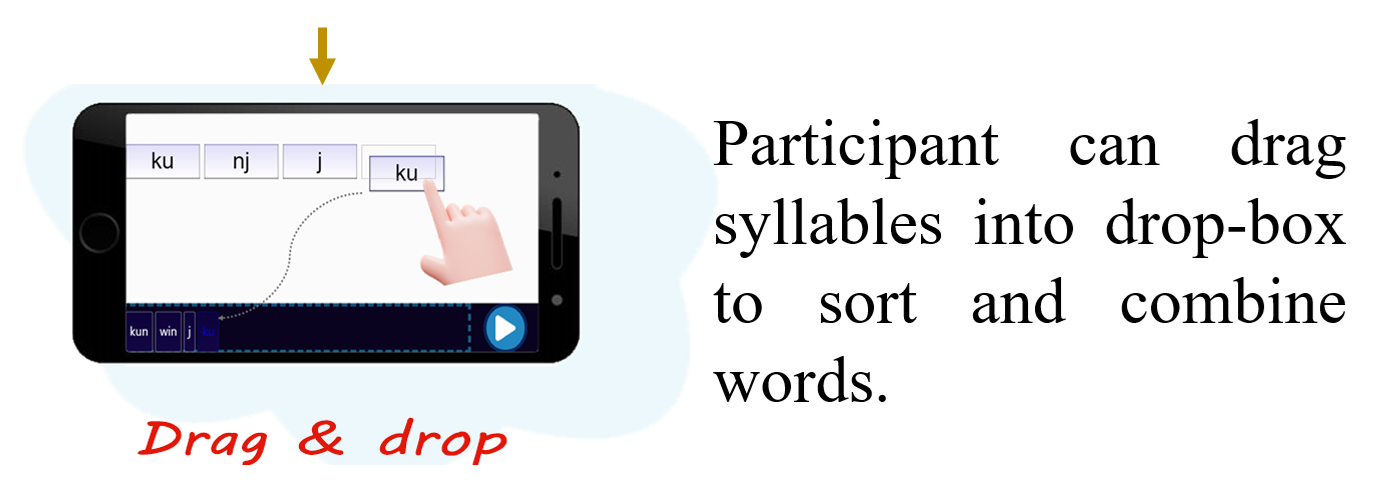 ku nj j ku
kun win j ku
Drag & drop
Participant can drag
syllables into drop-box
to sort and combine
words.